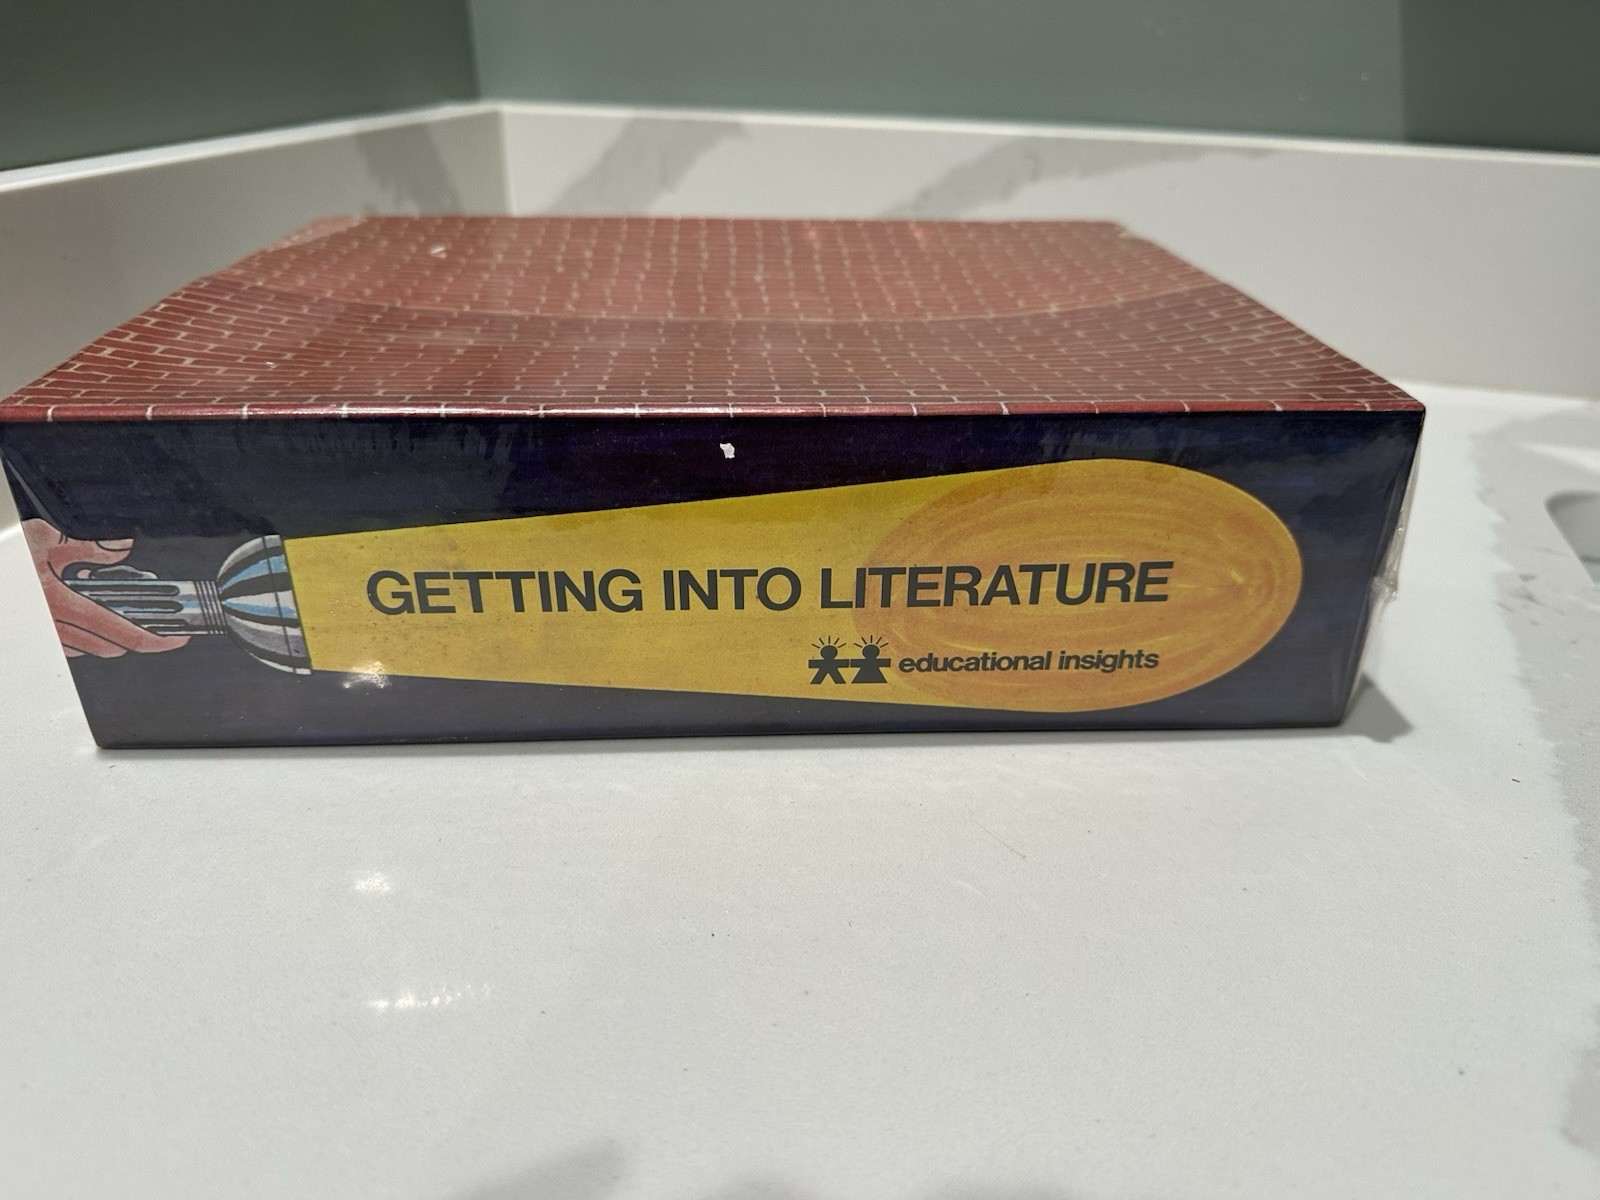 GETTING INTO LITERATURE
educational insights